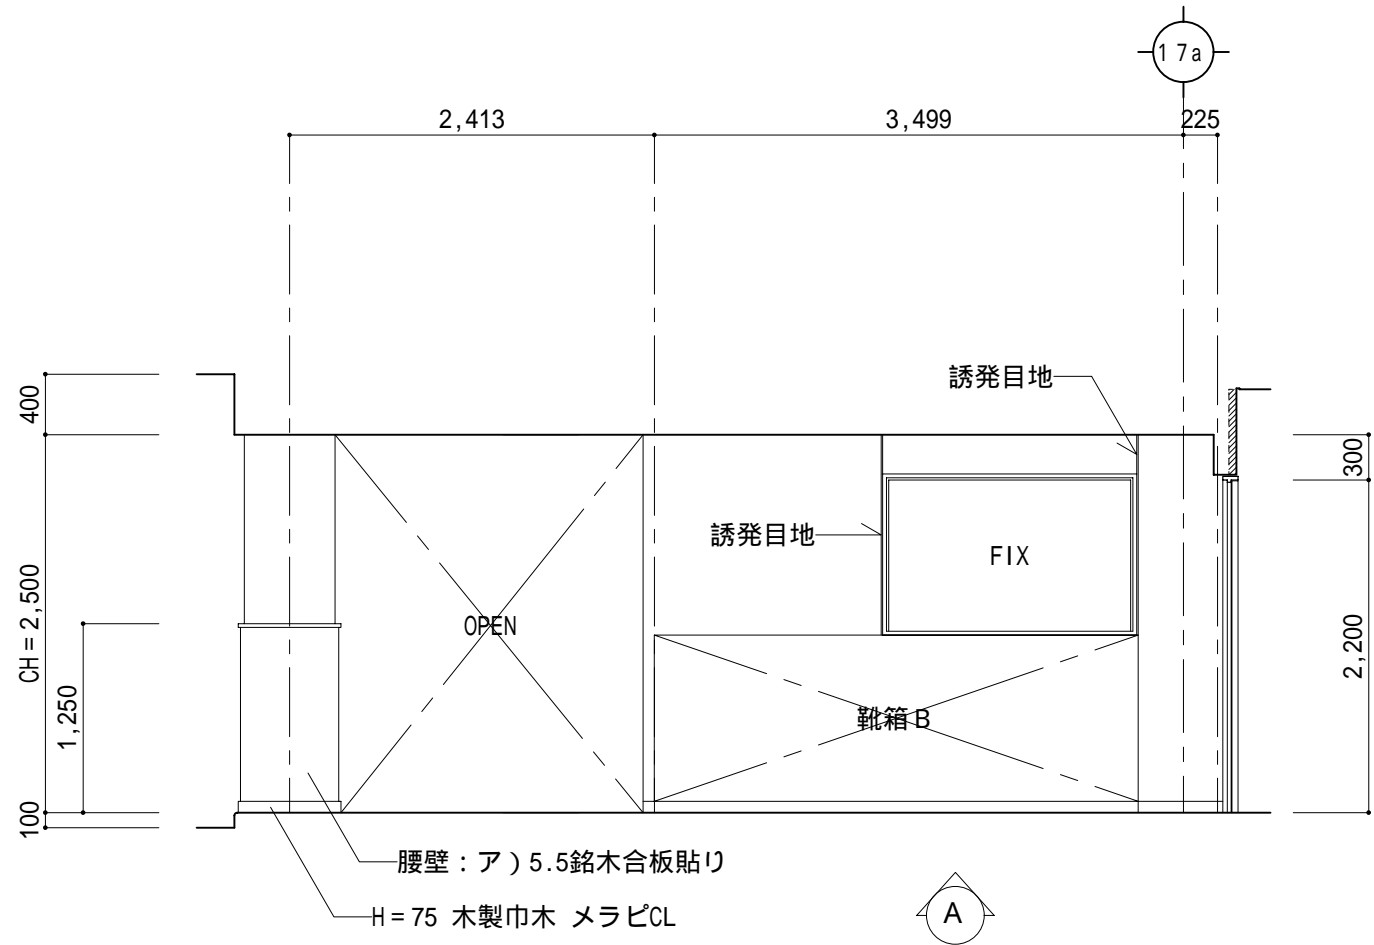 17a
2,413
3,499
225
400
誘発目地
300
誘発目地
FIX
CH=2,500
OPEN
2,200
1,250
靴箱B
100
腰壁：ア）5.5銘木合板貼り
H=75 木製巾木 メラピCL
A